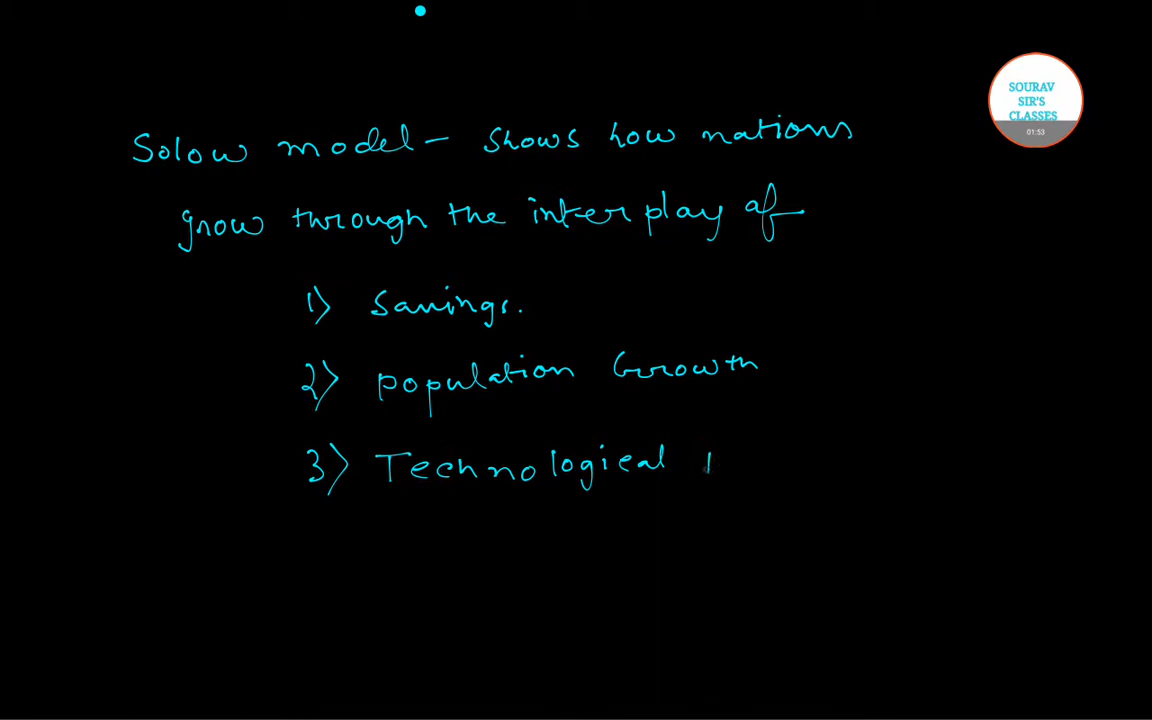 SOURAV
SIR'S
CLASSES
01:53
Solow model – shows how nations
grow through the interplay of
1) Savings.
2) Population Growth
3) Technological